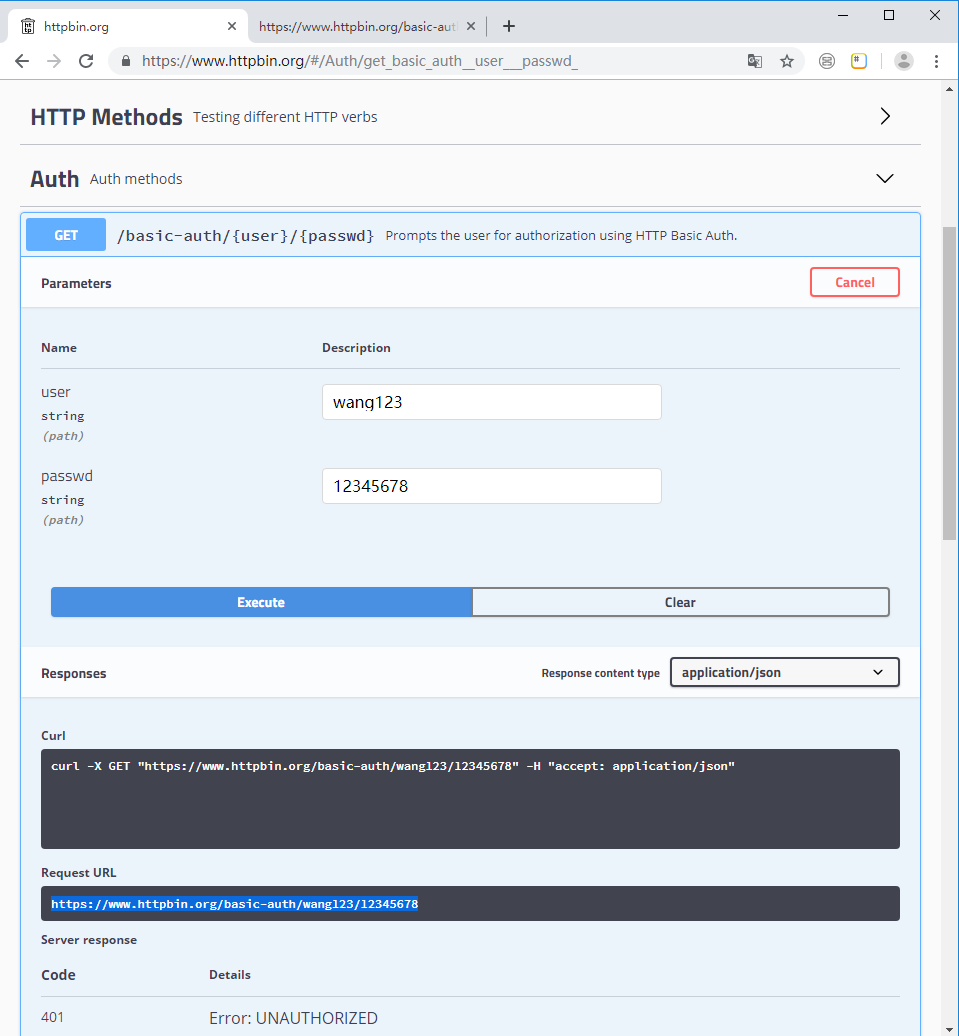 httpbin.org
https://www.httpbin.org/basic-aut
https://www.httpbin.org/#/Auth/get_basic_auth__user___passwd_
HTTP Methods Testing different HTTP verbs
Auth Auth methods
GET /basic-auth/{user}/{passwd} Prompts the user for authorization using HTTP Basic Auth.
Parameters Cancel
Name Description
user wang123
string
(path)
passwd 12345678
string
(path)
Execute Clear
Responses Response content type application/json
Curl
curl -X GET "https://www.httpbin.org/basic-auth/wang123/12345678" -H "accept: application/json"
Request URL
https://www.httpbin.org/basic-auth/wang123/12345678
Server response
Code Details
401 Error: UNAUTHORIZED